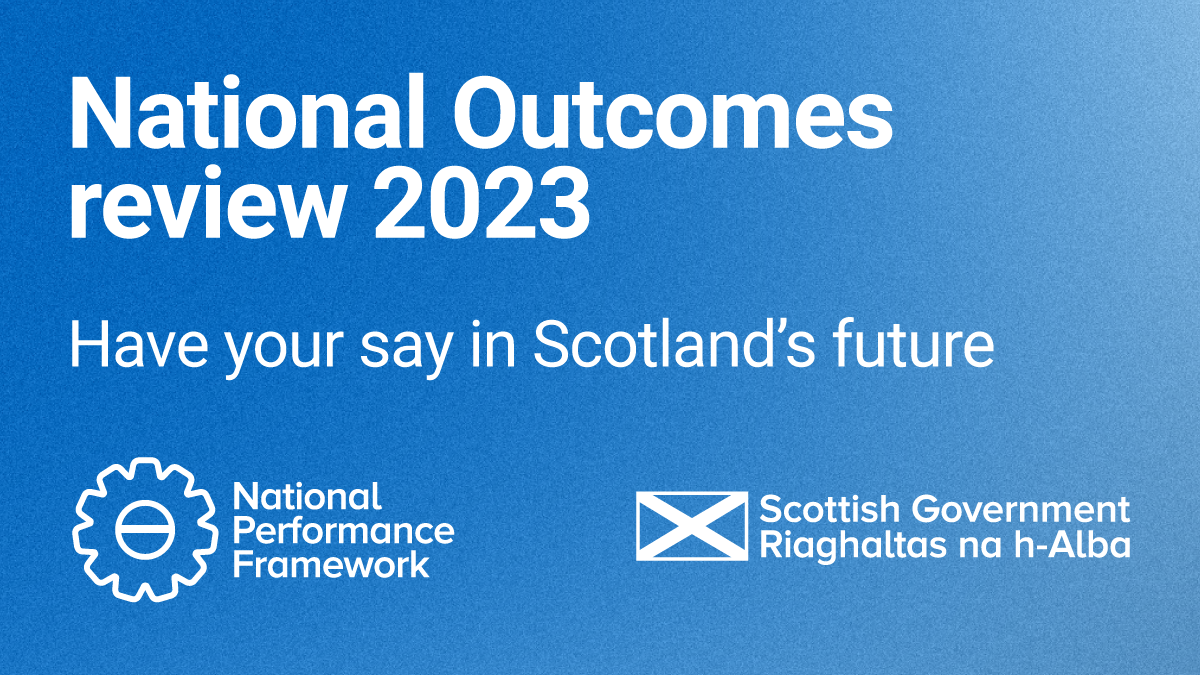 National Outcomes
review 2023
Have your say in Scotland’s future
National
Performance
Framework
Scottish Government
Riaghaltas na h-Alba